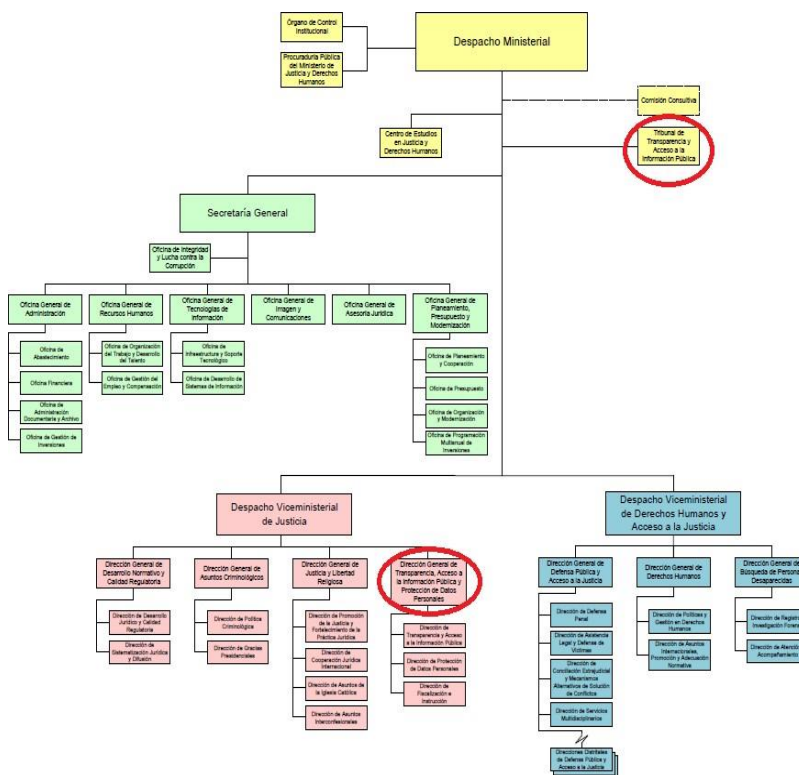 Órgano de Control
Institucional
Despacho Ministerial
Procuraduría Pública
del Ministerio de
Justicia y Derechos
Humanos
Comisión Consultiva
Centro de Estudios
en Justicia y
Derechos Humanos
Tribunal de
Transparencia y
Acceso a la
Información Pública
Secretaría General
Oficina de Integridad
y Lucha contra la
Corrupción
Oficina General de
Administración
Oficina General de
Recursos Humanos
Oficina General de
Tecnologías de
Información
Oficina General de
Imagen y
Comunicaciones
Oficina General de
Asesoría Jurídica
Oficina General de
Planeamiento,
Presupuesto y
Modernización
Oficina de
Abastecimiento
Oficina Financiera
Oficina de
Administración
Documentaria y Archivo
Oficina de Gestión de
Inversiones
Oficina de Organización
del Trabajo y Desarrollo
del Talento
Oficina de Gestión del
Empleo y Compensación
Oficina de
Infraestructura y Soporte
Tecnológico
Oficina de Desarrollo de
Sistemas de Información
Oficina de Planeamiento
y Cooperación
Oficina de Presupuesto
Oficina de Organización
y Modernización
Oficina de Programación
Multianual de
Inversiones
Despacho Viceministerial
de Justicia
Despacho Viceministerial
de Derechos Humanos y
Acceso a la Justicia
Dirección General de
Desarrollo Normativo y
Calidad Regulatoria
Dirección General de
Asuntos Criminológicos
Dirección General de
Justicia y Libertad
Religiosa
Dirección General de
Transparencia, Acceso a
la Información Pública y
Protección de Datos
Personales
Dirección de Desarrollo
Jurídico y Calidad
Regulatoria
Dirección de
Sistematización Jurídica
y Difusión
Dirección de Política
Criminológica
Dirección de Gracias
Presidenciales
Dirección de Promoción
de la Justicia y
Fortalecimiento de la
Práctica Jurídica
Dirección de
Cooperación Jurídica
Internacional
Dirección de Asuntos de
la Iglesia Católica
Dirección de Asuntos
Interconfesionales
Dirección de
Transparencia y Acceso
a la Información Pública
Dirección de Protección
de Datos Personales
Dirección de
Fiscalización e
Instrucción
Dirección General de
Defensa Pública y
Acceso a la Justicia
Dirección General de
Derechos Humanos
Dirección General de
Búsqueda de Persona
Desaparecidas
Dirección de Defensa
Penal
Dirección de Asistencia
Legal y Defensa de
Víctimas
Dirección de
Conciliación Extrajudicial
y Mecanismos
Alternativos de Solución
de Conflictos
Dirección de Servicios
Multidisciplinarios
Direcciones Distritales
de Defensa Pública y
Acceso a la Justicia
Dirección de Políticas y
Gestión en Derechos
Humanos
Dirección de Asuntos
Internacionales,
Promoción y Adecuación
Normativa
Dirección de Registro
Investigación Forens
Dirección de Atención
Acompañamiento